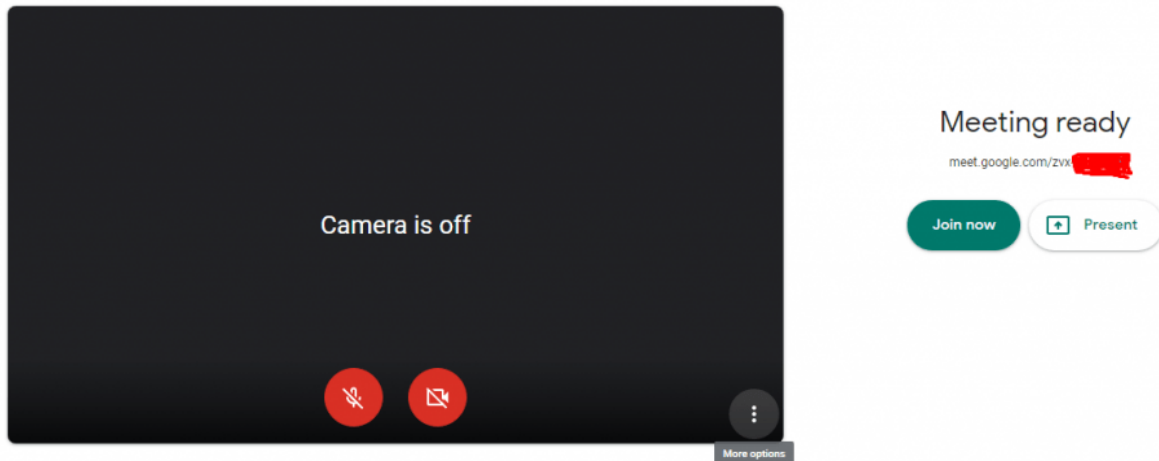 Camera is off
More options
Meeting ready
meet.google.com/zvx-
Join now
Present